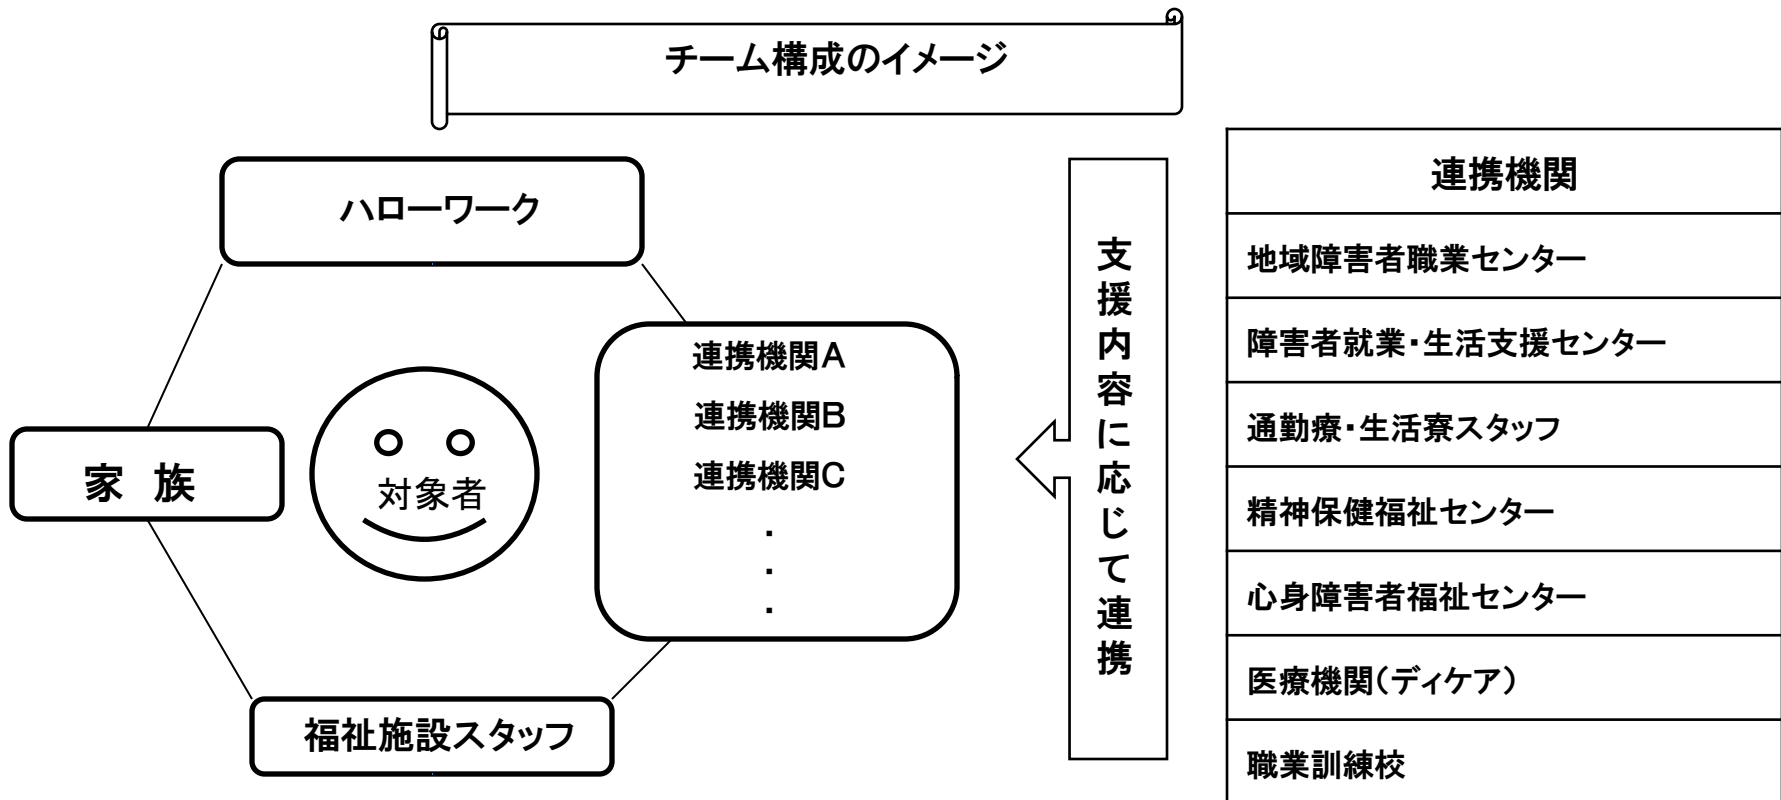 チーム構成のイメージ
ハローワーク
家 族
対象者
連携機関A
連携機関B
連携機関C
.
.
.
福祉施設スタッフ
支援内容に応じて連携
連携機関
地域障害者職業センター
障害者就業・生活支援センター
通勤療・生活寮スタッフ
精神保健福祉センター
心身障害者福祉センター
医療機関(ディケア)
職業訓練校